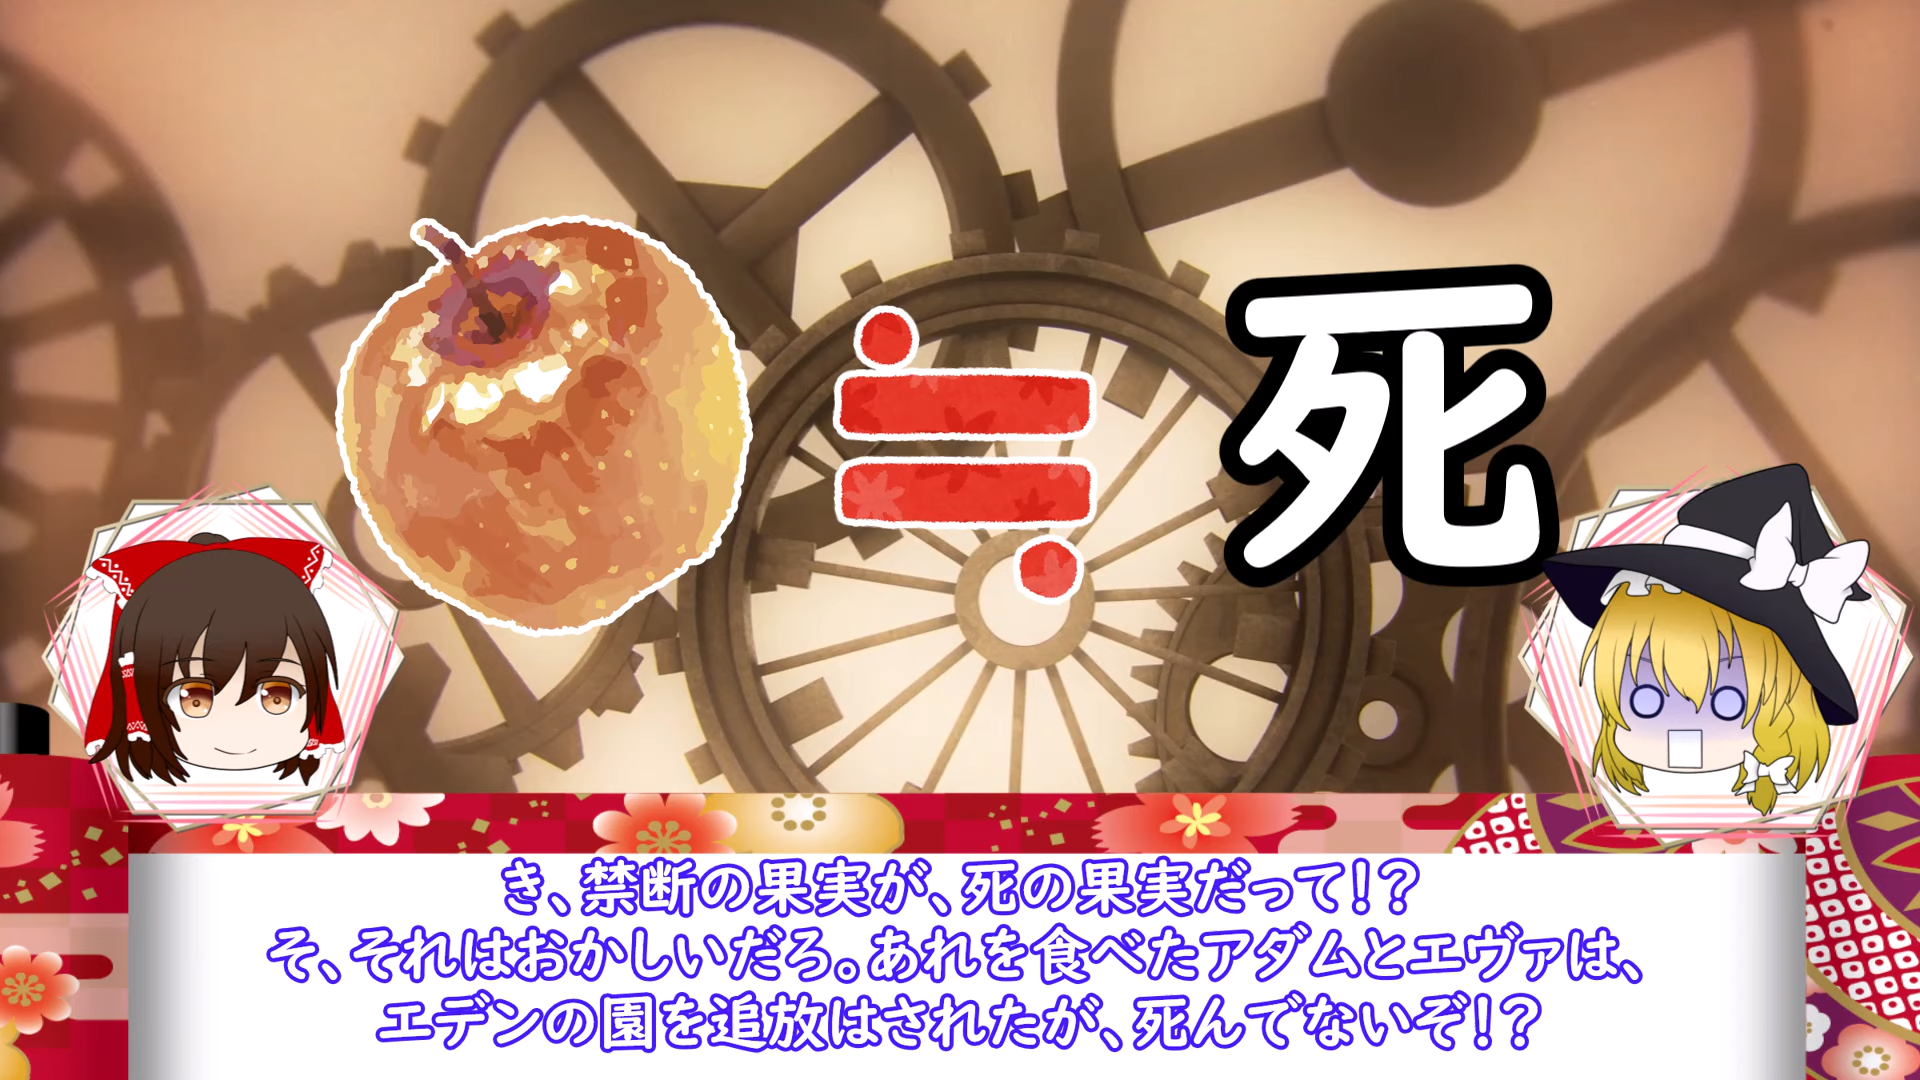 ≒
死
き、禁断の果実が、死の果実だって!?
そ、それはおかしいだろ。あれを食べたアダムとエヴァは、
エデンの園を追放はされたが、死んでないぞ!?